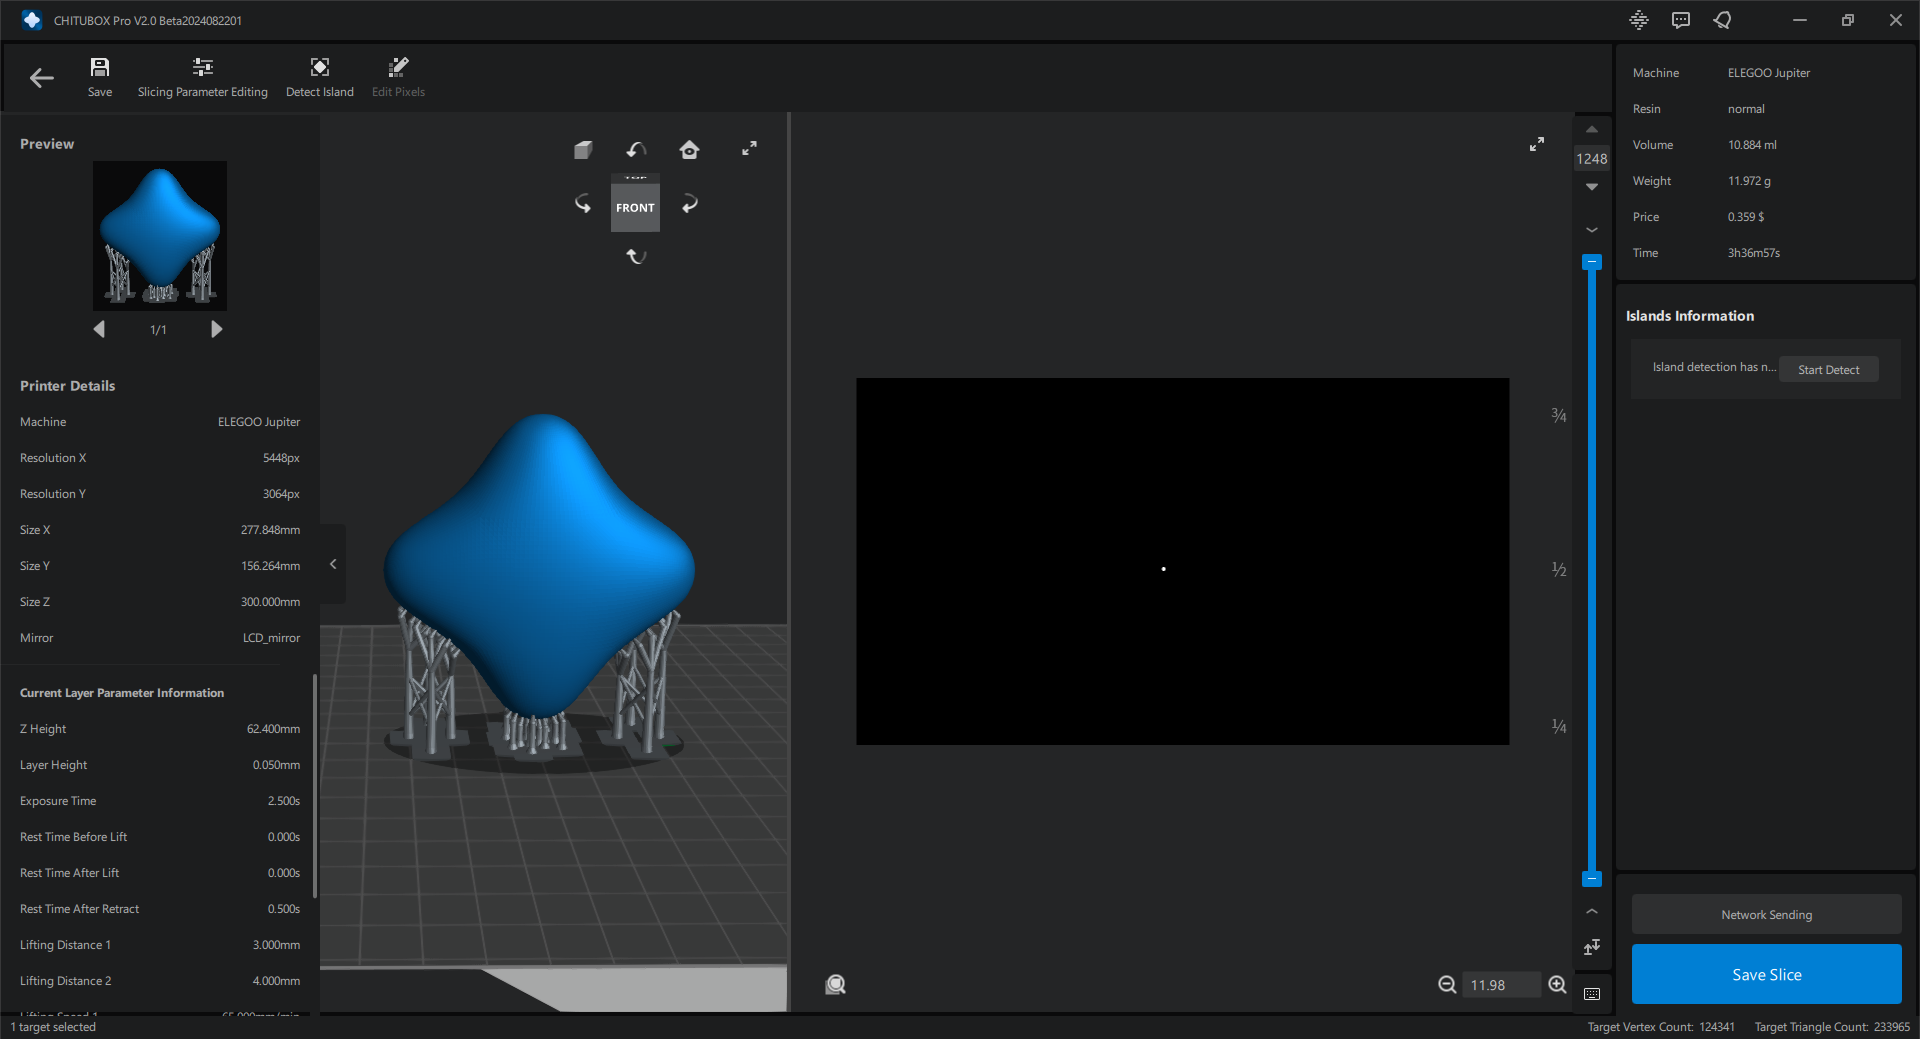 CHITUBOX Pro V2.0 Beta2024082201
Save
Slicing Parameter Editing
Detect Island
Edit Pixels
Preview
1/1
Printer Details
Machine ELEGOO Jupiter
Resolution X 5448px
Resolution Y 3064px
Size X 277.848mm
Size Y 156.264mm
Size Z 300.000mm
Mirror LCD_mirror
Current Layer Parameter Information
Z Height 62.400mm
Layer Height 0.050mm
Exposure Time 2.500s
Rest Time Before Lift 0.000s
Rest Time After Lift 0.000s
Rest Time After Retract 0.500s
Lifting Distance 1 3.000mm
Lifting Distance 2 4.000mm
Lifting Speed 1 65.000mm/min
1 target selected
FRONT
1248
3/4
1/2
1/4
11.98
Machine ELEGOO Jupiter
Resin normal
Volume 10.884 ml
Weight 11.972 g
Price 0.359 $
Time 3h36m57s
Islands Information
Island detection has n...
Start Detect
Network Sending
Save Slice
Target Vertex Count: 124341
Target Triangle Count: 233965